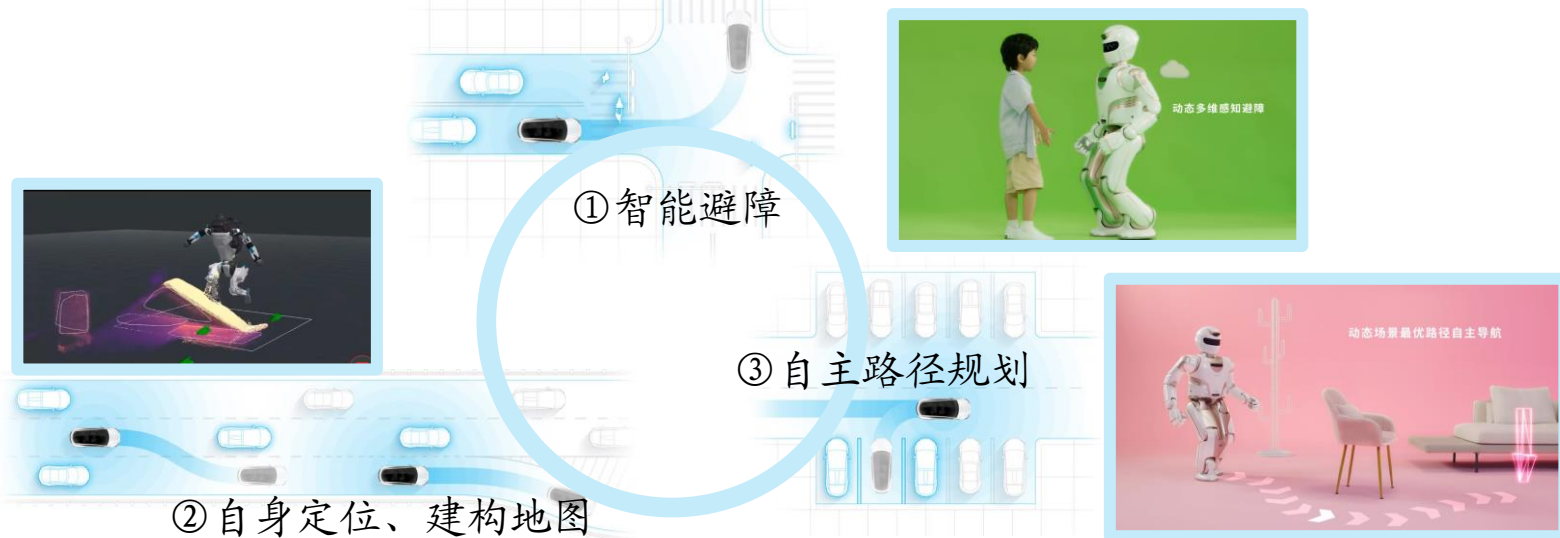 动态多维感知避障
①智能避障
动态场景最优路径自主导航
③自主路径规划
②自身定位、建构地图